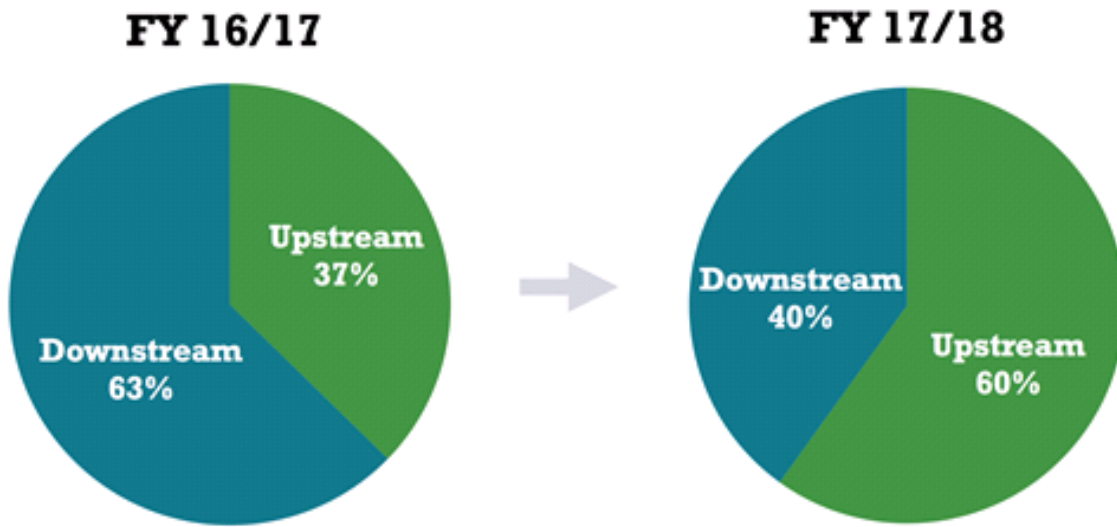 FY 16/17
Upstream
37%
Downstream
63%
FY 17/18
Downstream
40%
Upstream
60%